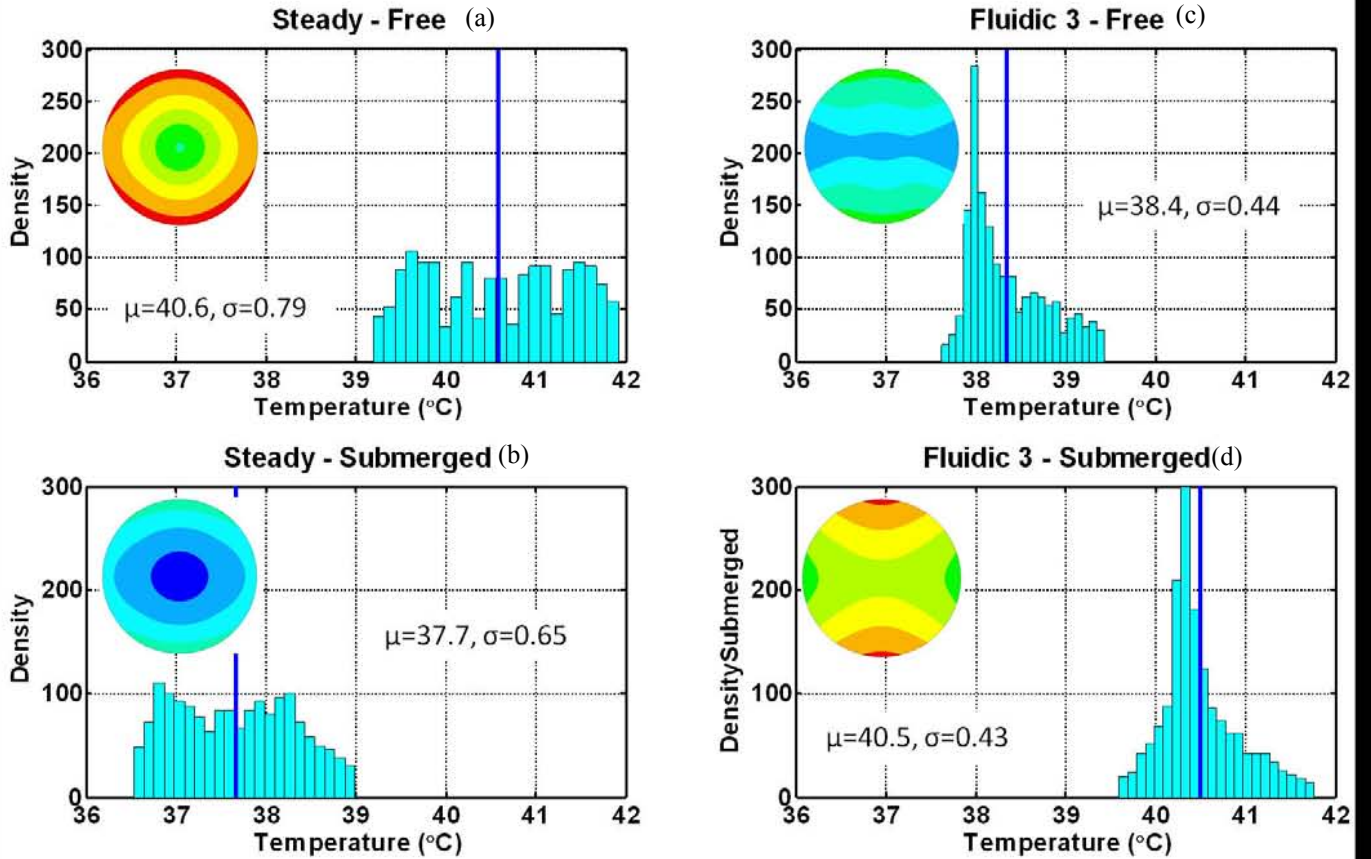 Steady - Free (a)
300
250
200
150
100
50
0
Density
μ=40.6, σ=0.79
36 37 38 39 40 41 42
Temperature (°C)
Fluidic 3 - Free (c)
300
250
200
150
100
50
0
Density
μ=38.4, σ=0.44
36 37 38 39 40 41 42
Temperature (°C)
Steady - Submerged (b)
300
200
100
0
Density
μ=37.7, σ=0.65
36 37 38 39 40 41 42
Temperature (°C)
Fluidic 3 - Submerged (d)
300
200
100
0
DensitySubmerged
μ=40.5, σ=0.43
36 37 38 39 40 41 42
Temperature (°C)